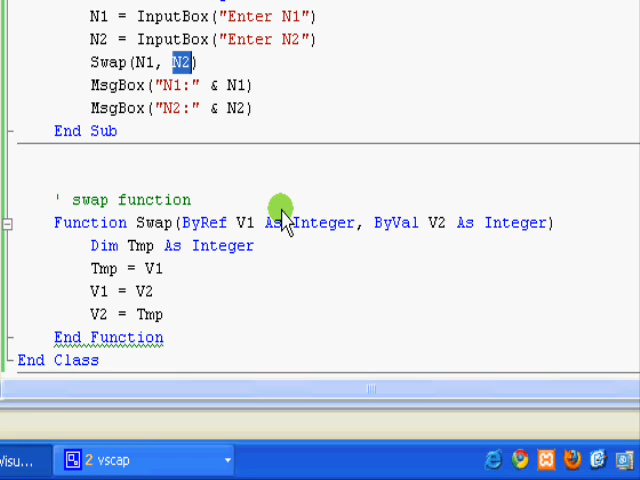 N1 = InputBox("Enter N1")
N2 = InputBox("Enter N2")
Swap(N1, N2)
MsgBox("N1:" & N1)
MsgBox("N2:" & N2)
End Sub
' swap function
Function Swap(ByRef V1 As Integer, ByVal V2 As Integer)
Dim Tmp As Integer
Tmp = V1
V1 = V2
V2 = Tmp
End Function
End Class
Visu... 2 vscap